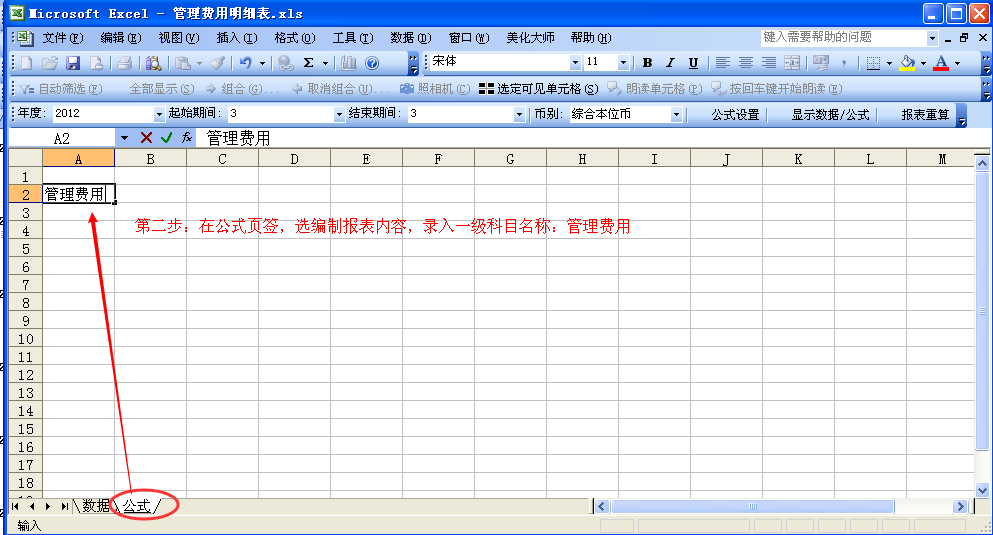 Microsoft Excel - 管理费用明细表.xls
文件(F) 编辑(E) 视图(V) 插入(I) 格式(O) 工具(T) 数据(D) 窗口(W) 美化大师 帮助(H) 键入需要帮助的问题
宋体 11 B I U A
自动筛选(F) 全部显示(S) 组合(G)... 取消组合(U)... 照相机(C) 选定可见单元格(S) 朗读单元格(P) 按回车键开始朗读(E)
年度: 2012 起始期间: 3 结束期间: 3 币别: 综合本位币 公式设置 显示数据/公式 报表重算
A2 fx 管理费用
A B C D E F G H I J K L M
1
2 管理费用
3
第二步：在公式页签，选编制报表内容，录入一级科目名称：管理费用
4
5
6
7
8
9
10
11
12
13
14
15
16
17
18
数据 公式
输入